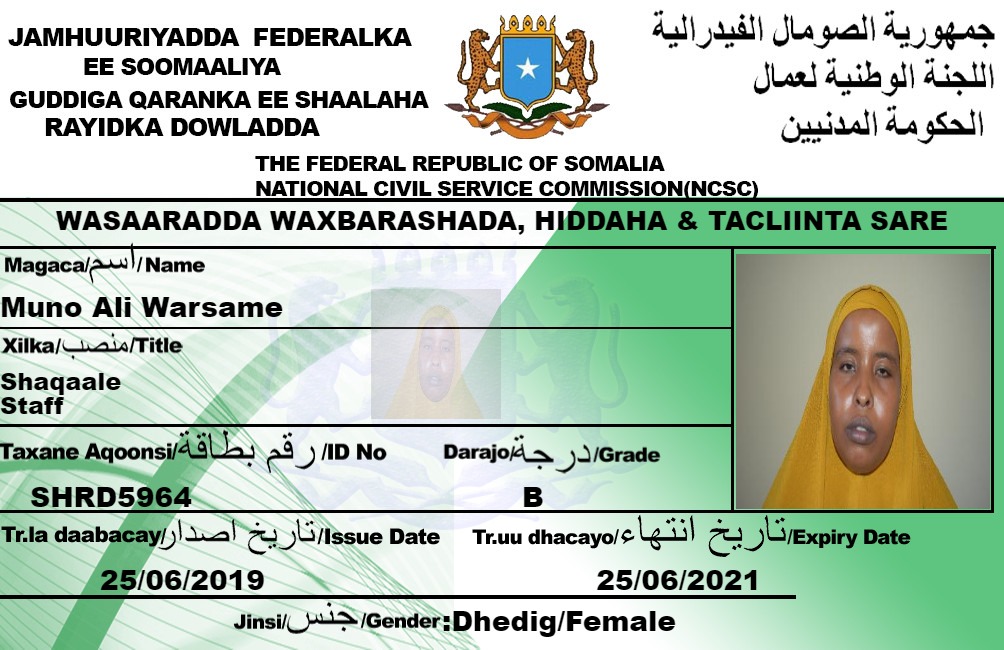 JAMHUURIYADDA FEDERALKA
EE SOOMAALIYA
GUDDIGA QARANKA EE SHAALAHA
RAYIDKA DOWLADDA
جمهورية الصومال الفيدرالية
اللجنة الوطنية لعمال
الحكومة المدنيين
THE FEDERAL REPUBLIC OF SOMALIA
NATIONAL CIVIL SERVICE COMMISSION(NCSC)
WASAARADDA WAXBARASHADA, HIDDAHA & TACLIINTA SARE
Magaca/اسم/Name
Muno Ali Warsame
Xilka/منصب/Title
Shaqaale
Staff
Taxane Aqoonsi/رقم بطاقة/ID No
Darajo/درجة/Grade
SHRD5964
B
Tr.la daabacay/تاريخ اصدار/Issue Date
Tr.uu dhacayo/تاريخ انتهاء/Expiry Date
25/06/2019
25/06/2021
Jinsi/جنس/Gender:Dhedig/Female